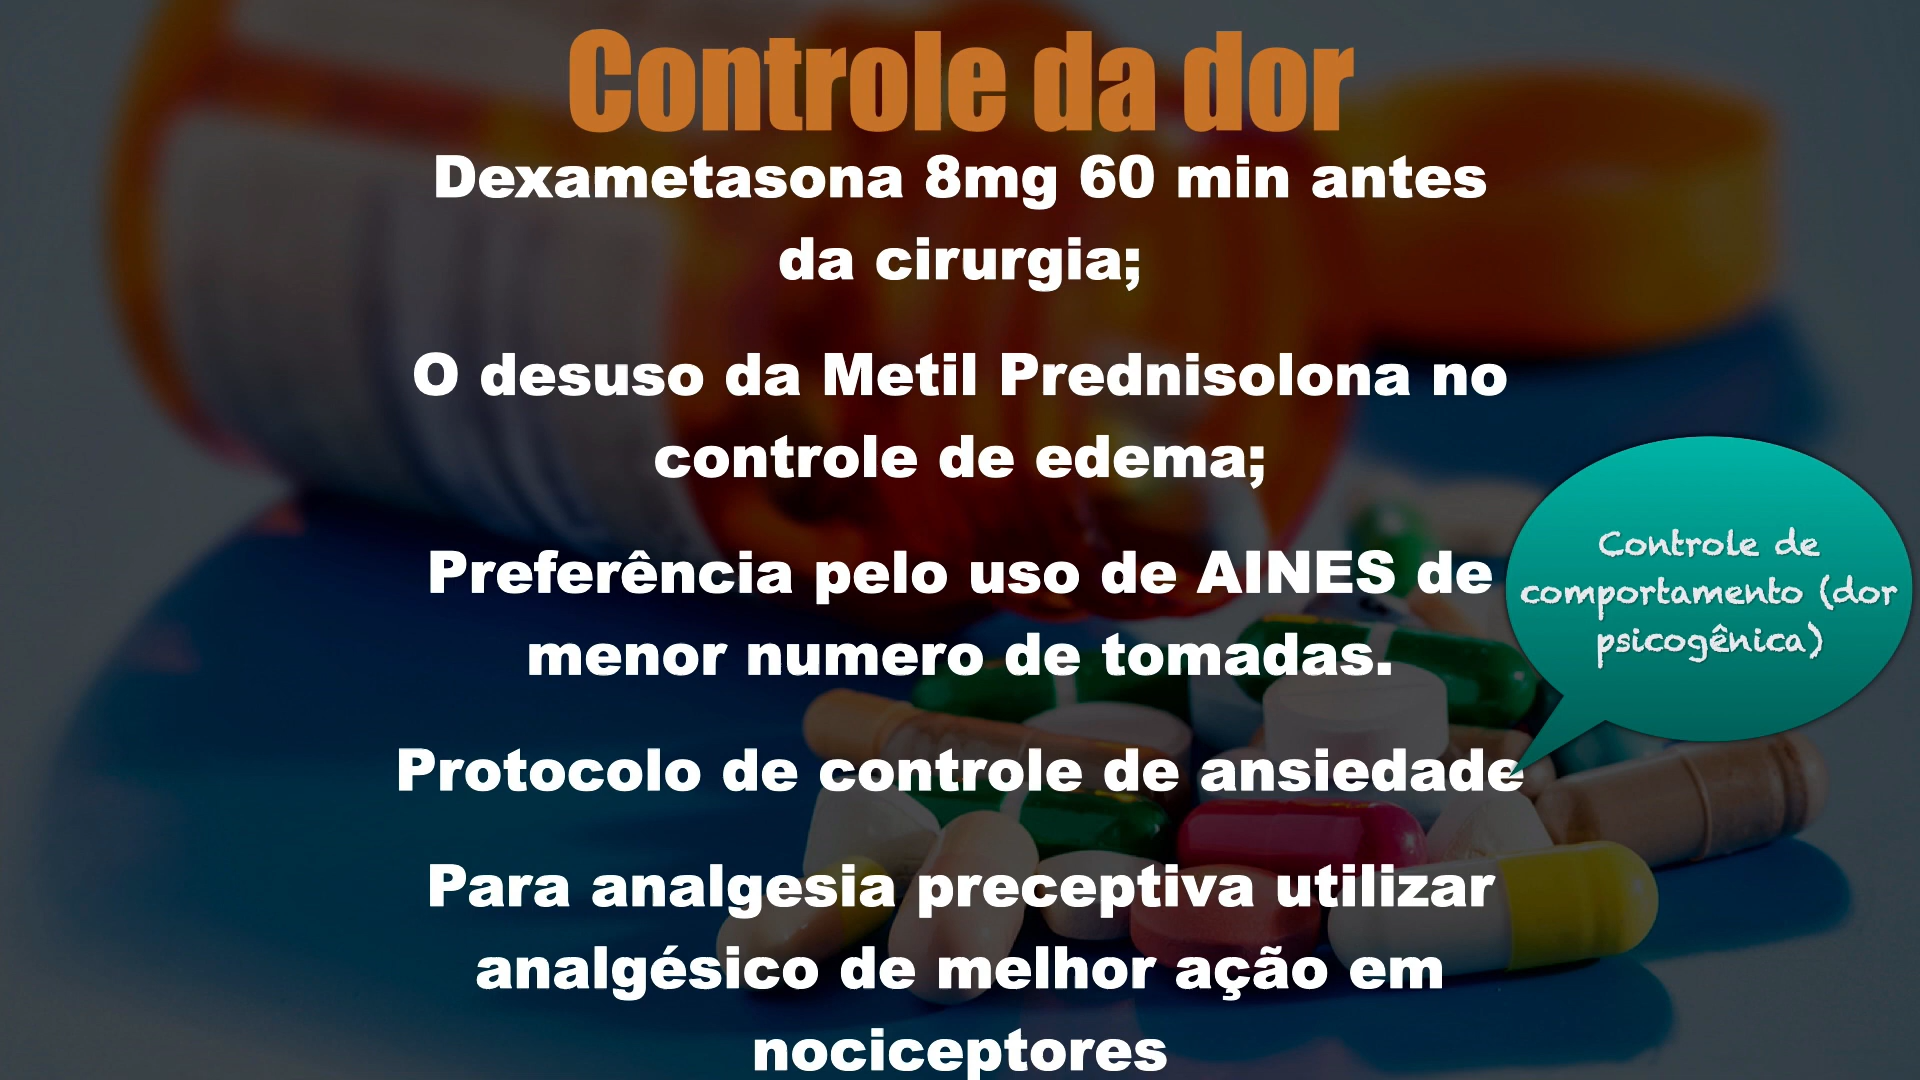 Controle da dor
Dexametasona 8mg 60 min antes
da cirurgia;
O desuso da Metil Prednisolona no
controle de edema;
Preferência pelo uso de AINES de
menor numero de tomadas.
Controle de
comportamento (dor
psicogênica)
Protocolo de controle de ansiedade
Para analgesia preceptiva utilizar
analgésico de melhor ação em
nociceptores